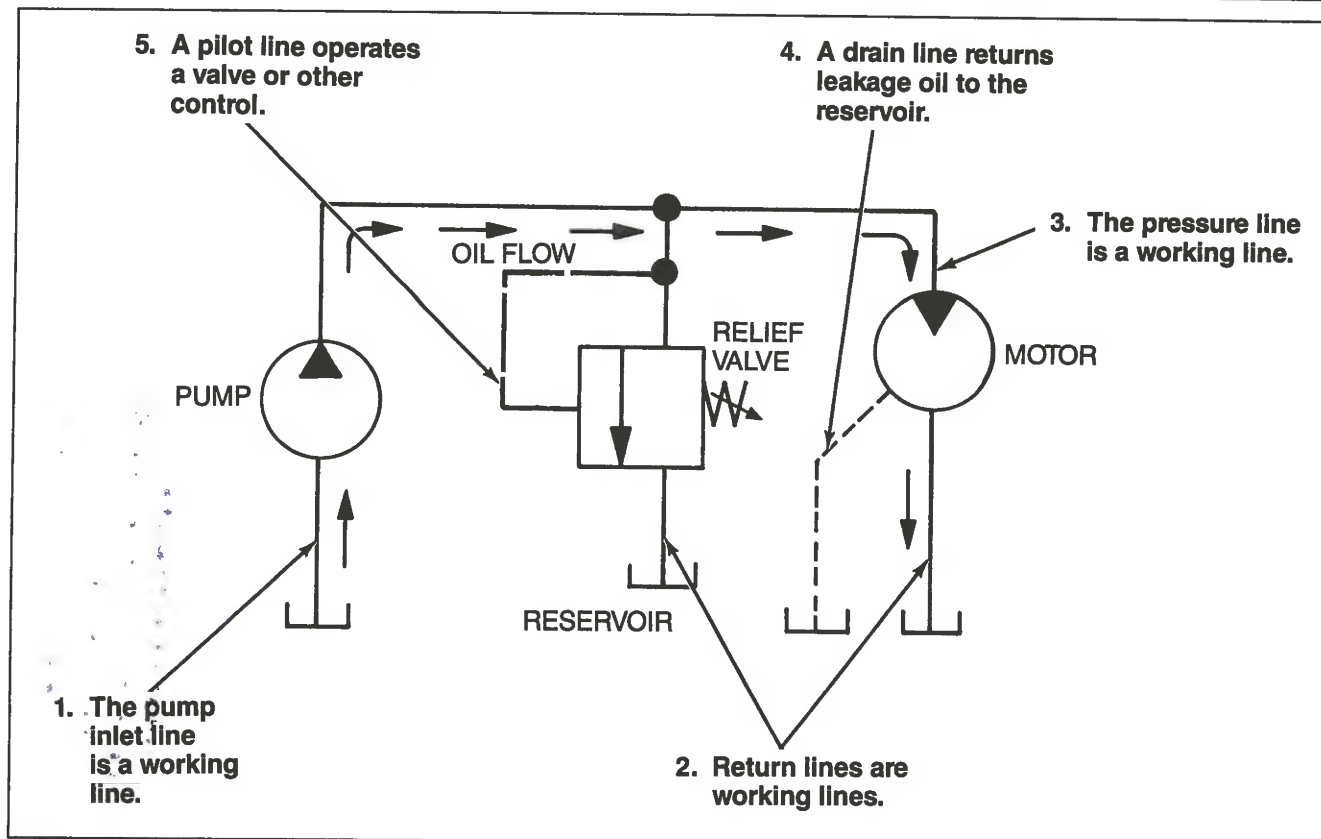 5. A pilot line operates
a valve or other
control.
4. A drain line returns
leakage oil to the
reservoir.
3. The pressure line
is a working line.
OIL FLOW
RELIEF
VALVE
MOTOR
PUMP
RESERVOIR
1. The pump
inlet line
is a working
line.
2. Return lines are
working lines.